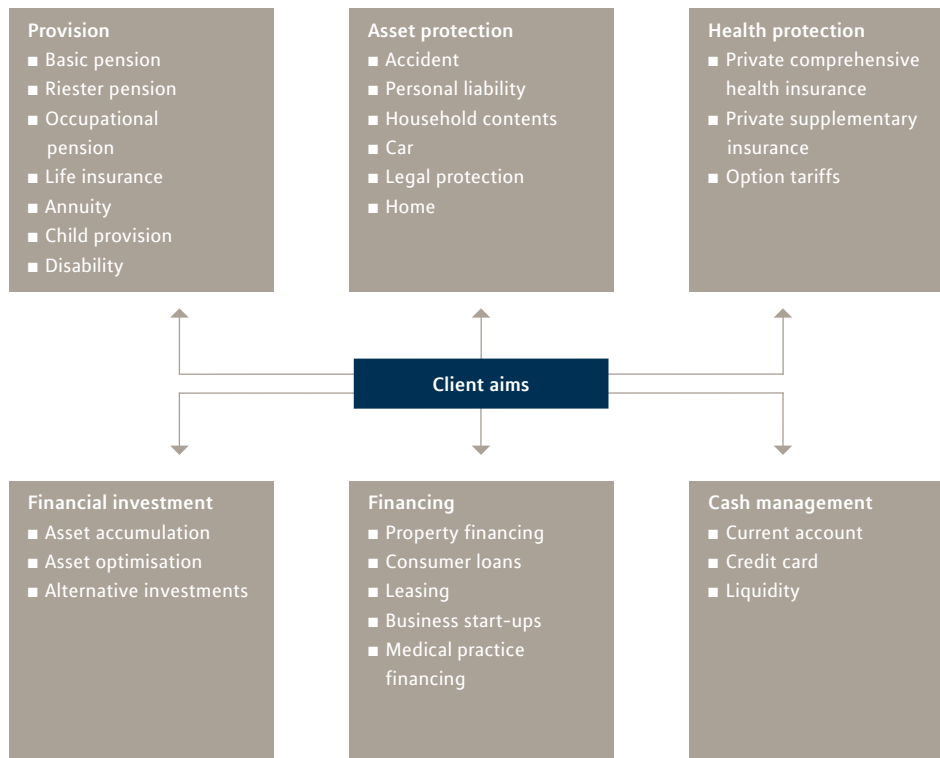 Provision
■ Basic pension
■ Riester pension
■ Occupational
pension
■ Life insurance
■ Annuity
■ Child provision
■ Disability
Asset protection
■ Accident
■ Personal liability
■ Household contents
■ Car
■ Legal protection
■ Home
Health protection
■ Private comprehensive
health insurance
■ Private supplementary
insurance
■ Option tariffs
Client aims
Financial investment
■ Asset accumulation
■ Asset optimisation
■ Alternative investments
Financing
■ Property financing
■ Consumer loans
■ Leasing
■ Business start-ups
■ Medical practice
financing
Cash management
■ Current account
■ Credit card
■ Liquidity